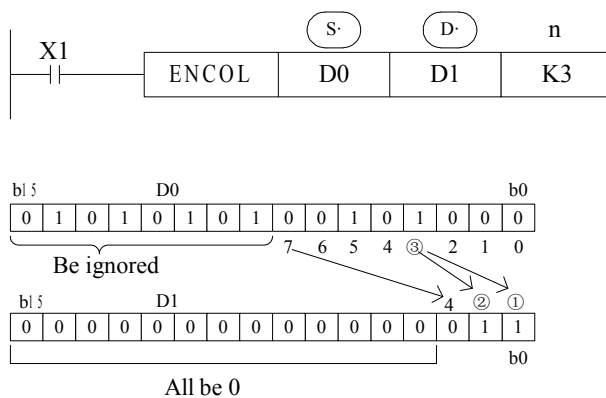 S· D· n
X1
ENCOL D0 D1 K3
b15 D0 b0
0 1 0 1 0 1 0 1 0 0 1 0 1 0 0 0
7 6 5 4 ③ 2 1 0
Be ignored
b15 D1 4 ② ①
0 0 0 0 0 0 0 0 0 0 0 0 0 0 1 1
b0
All be 0